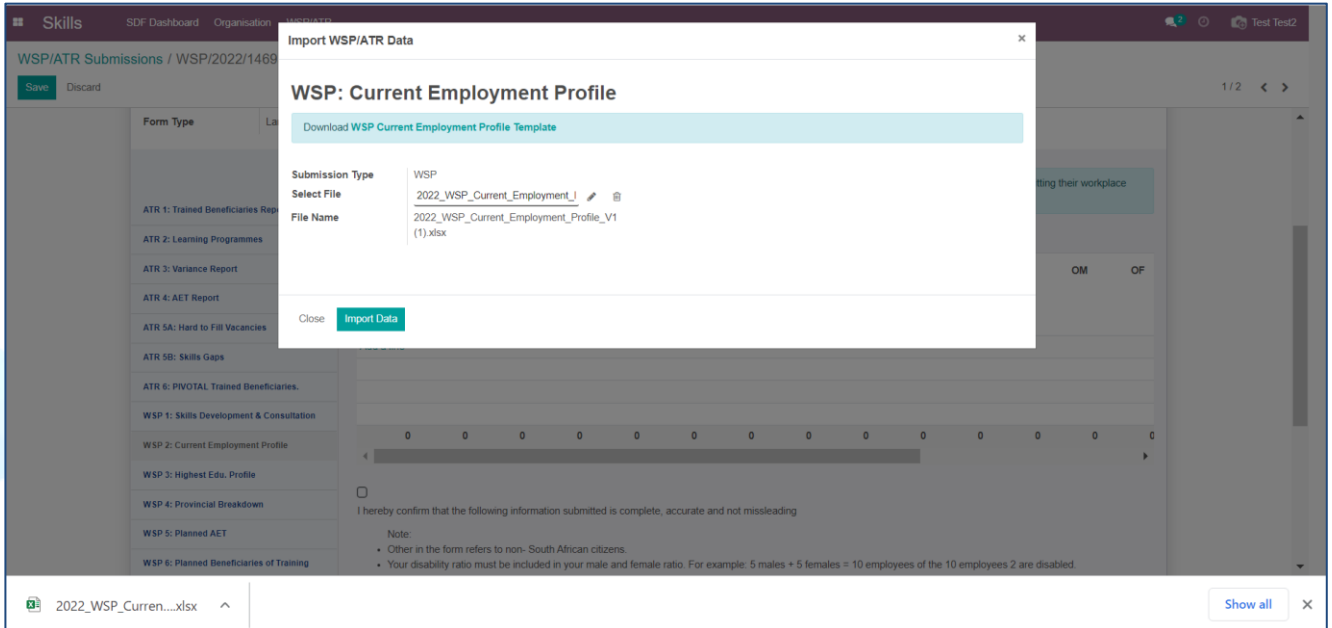 Skills SDF Dashboard Organisation WSP/ATR 2 Test Test2
WSP/ATR Submissions / WSP/2022/1469
Save Discard 1 / 2
Import WSP/ATR Data ×
WSP: Current Employment Profile
Download WSP Current Employment Profile Template
Submission Type WSP
Select File 2022_WSP_Current_Employment_
File Name 2022_WSP_Current_Employment_Profile_V1
(1).xlsx
Close Import Data
Form Type La
tting their workplace
ATR 1: Trained Beneficiaries Rep
ATR 2: Learning Programmes
ATR 3: Variance Report
OM OF
ATR 4: AET Report
ATR 5A: Hard to Fill Vacancies
ATR 5B: Skills Gaps
ATR 6: PIVOTAL Trained Beneficiaries.
WSP 1: Skills Development & Consultation
WSP 2: Current Employment Profile
0 0 0 0 0 0 0 0 0 0 0 0 0 0
WSP 3: Highest Edu. Profile
WSP 4: Provincial Breakdown
WSP 5: Planned AET
WSP 6: Planned Beneficiaries of Training
I hereby confirm that the following information submitted is complete, accurate and not missleading
Note:
• Other in the form refers to non- South African citizens.
• Your disability ratio must be included in your male and female ratio. For example: 5 males + 5 females = 10 employees of the 10 employees 2 are disabled.
2022_WSP_Curren....xlsx Show all ×